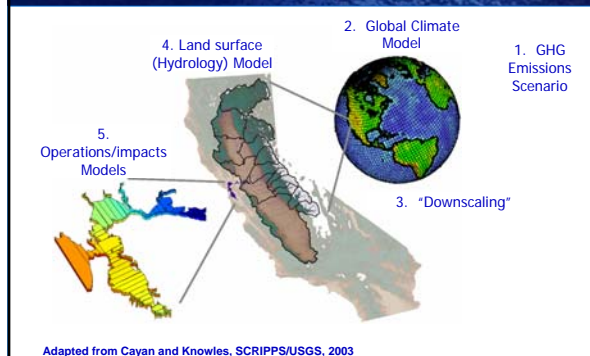 4. Land surface
(Hydrology) Model
2. Global Climate
Model
1. GHG
Emissions
Scenario
5.
Operations/impacts
Models
3. "Downscaling"
Adapted from Cayan and Knowles, SCRIPPS/USGS, 2003